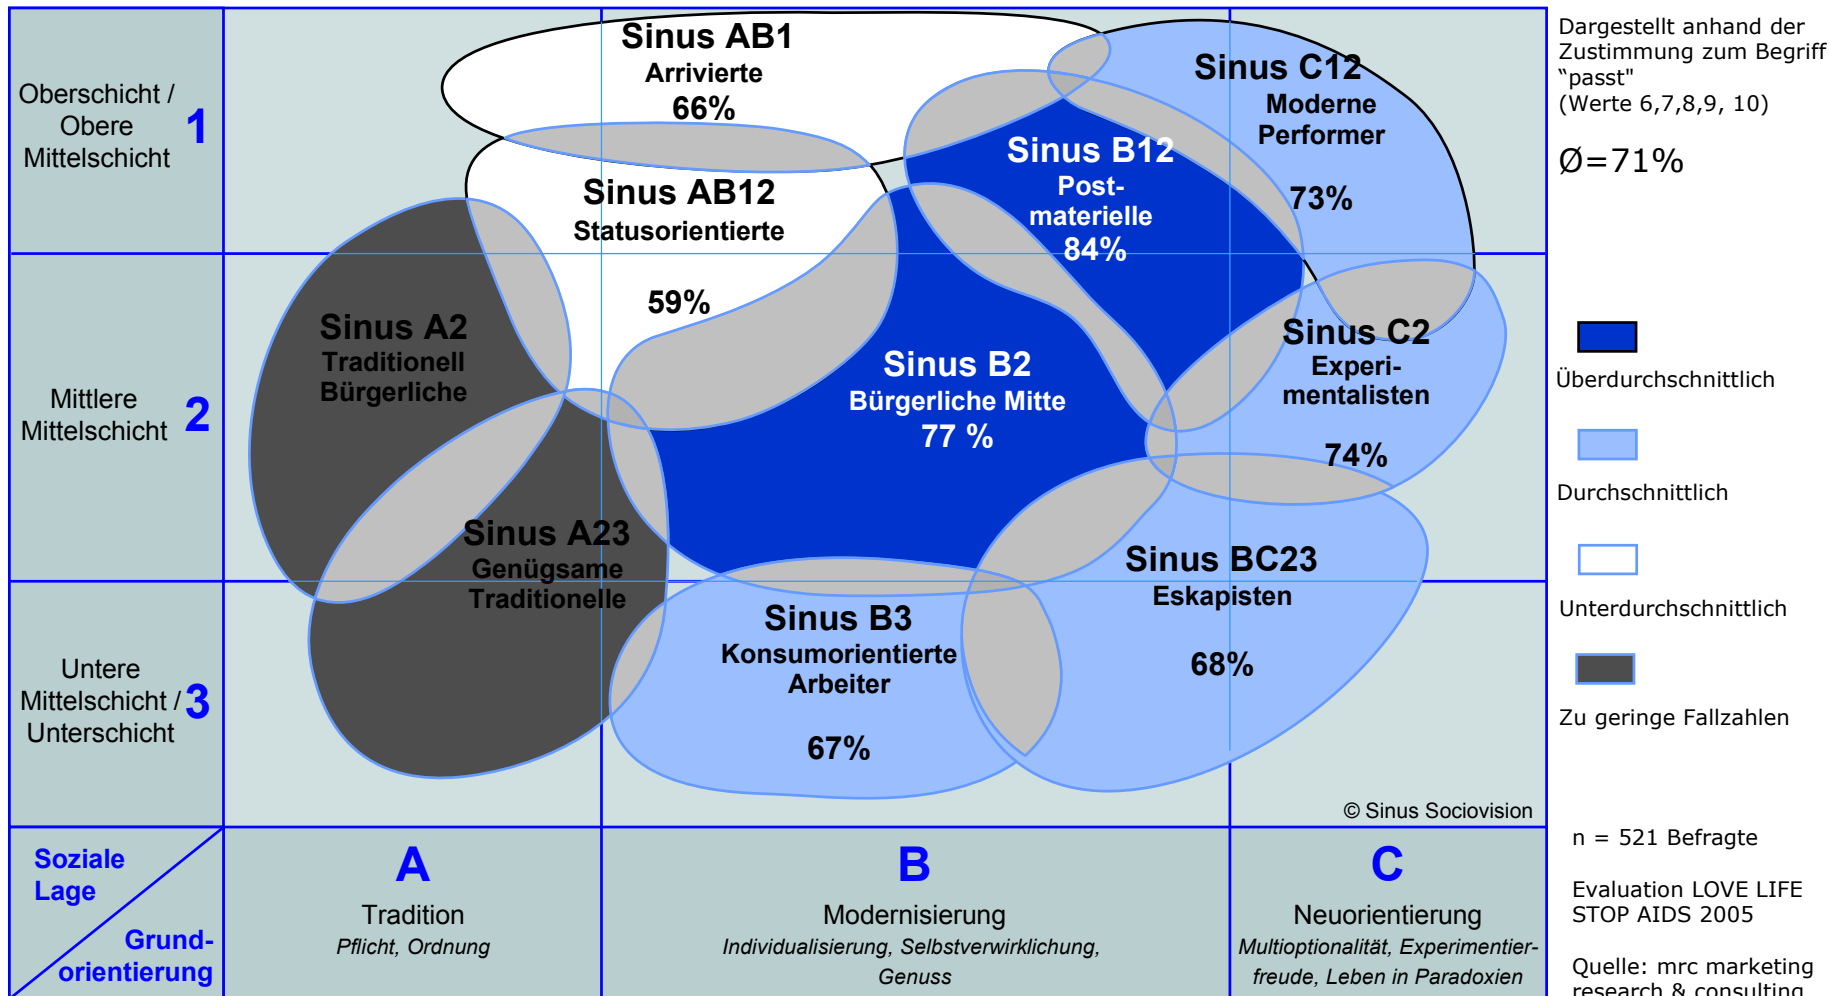 Sinus AB1
Arrivierte
66%
Sinus C12
Moderne
Performer
73%
Sinus B12
Post-
materielle
84%
Sinus AB12
Statusorientierte
59%
Sinus A2
Traditionell
Bürgerliche
Sinus B2
Bürgerliche Mitte
77 %
Sinus C2
Experi-
mentalisten
74%
Sinus A23
Genügsame
Traditionelle
Sinus BC23
Eskapisten
68%
Sinus B3
Konsumorientierte
Arbeiter
67%
Oberschicht /
Obere
Mittelschicht
1
Mittlere
Mittelschicht
2
Untere
Mittelschicht /
Unterschicht
3
© Sinus Sociovision
Soziale
Lage
Grund-
orientierung
A
Tradition
Pflicht, Ordnung
B
Modernisierung
Individualisierung, Selbstverwirklichung,
Genuss
C
Neuorientierung
Multioptionalität, Experimentier-
freude, Leben in Paradoxien
Dargestellt anhand der
Zustimmung zum Begriff
“passt"
(Werte 6,7,8,9, 10)
Ø=71%
Überdurchschnittlich
Durchschnittlich
Unterdurchschnittlich
Zu geringe Fallzahlen
n = 521 Befragte
Evaluation LOVE LIFE
STOP AIDS 2005
Quelle: mrc marketing
research & consulting